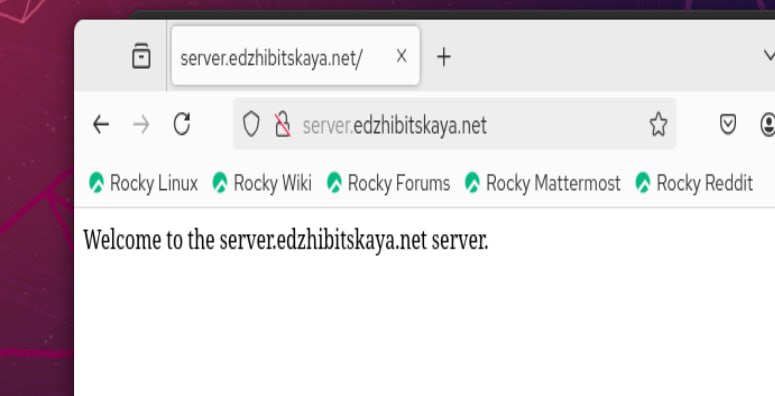 server.edzhibitskaya.net/
server.edzhibitskaya.net
Rocky Linux Rocky Wiki Rocky Forums Rocky Mattermost Rocky Reddit
Welcome to the server.edzhibitskaya.net server.